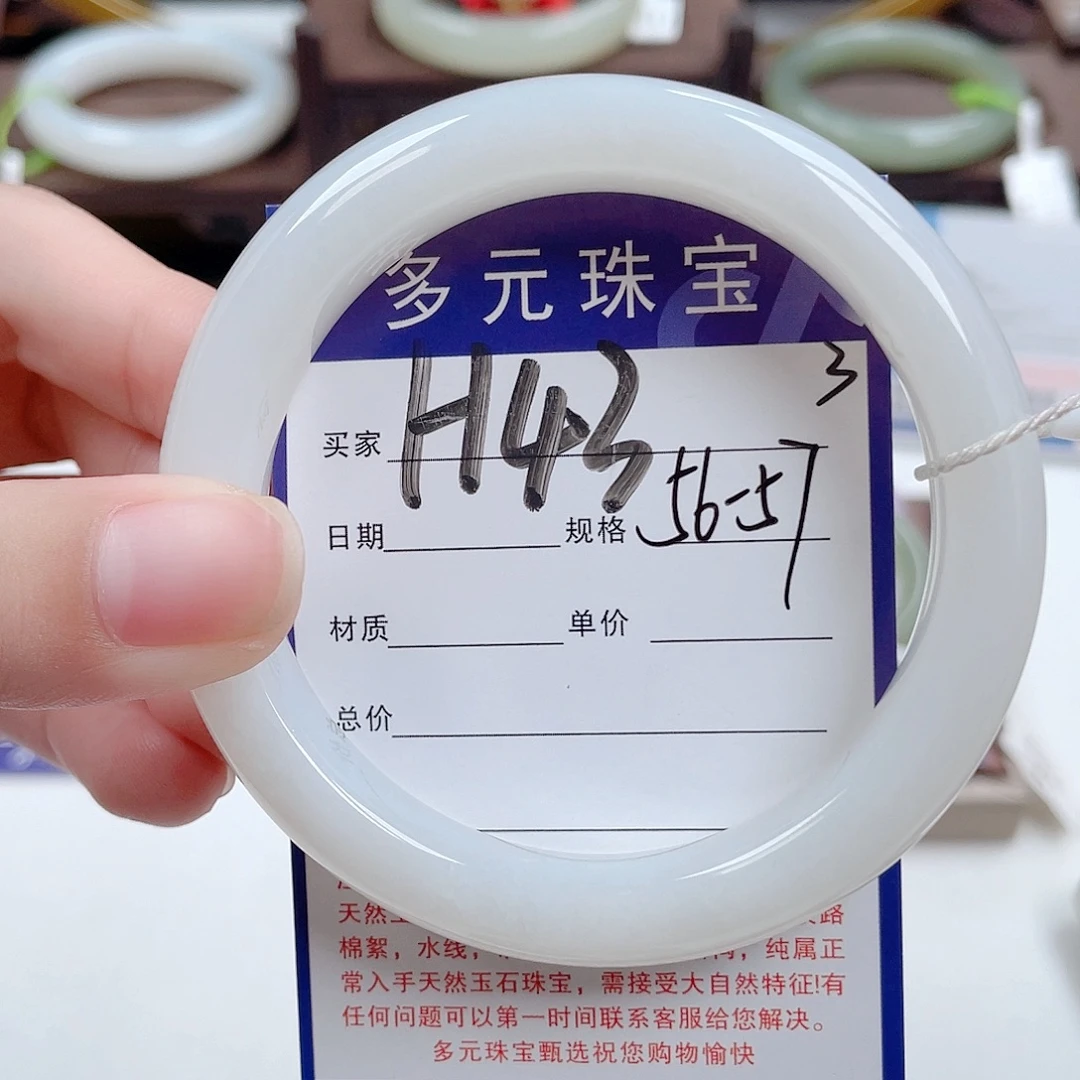 多元珠宝
3
买家 H43
日期 规格 56-57
材质 单价
总价
天然
路
棉絮，水线， 纯属正
常入手天然玉石珠宝，需接受大自然特征!有
任何问题可以第一时间联系客服给您解决。
多元珠宝甄选祝您购物愉快